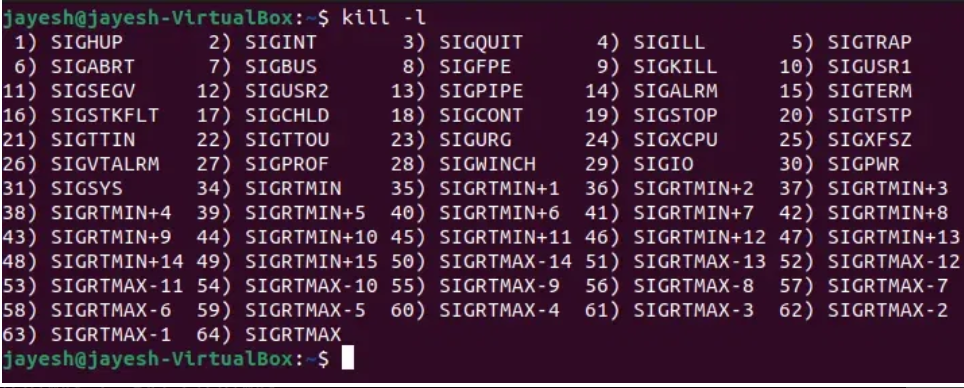 jayesh@jayesh-VirtualBox:~$ kill -l
 1) SIGHUP       2) SIGINT       3) SIGQUIT      4) SIGILL       5) SIGTRAP
 6) SIGABRT      7) SIGBUS       8) SIGFPE       9) SIGKILL     10) SIGUSR1
11) SIGSEGV     12) SIGUSR2     13) SIGPIPE     14) SIGALRM     15) SIGTERM
16) SIGSTKFLT   17) SIGCHLD     18) SIGCONT     19) SIGSTOP     20) SIGTSTP
21) SIGTTIN     22) SIGTTOU     23) SIGURG      24) SIGXCPU     25) SIGXFSZ
26) SIGVTALRM   27) SIGPROF     28) SIGWINCH    29) SIGIO       30) SIGPWR
31) SIGSYS      34) SIGRTMIN    35) SIGRTMIN+1  36) SIGRTMIN+2  37) SIGRTMIN+3
38) SIGRTMIN+4  39) SIGRTMIN+5  40) SIGRTMIN+6  41) SIGRTMIN+7  42) SIGRTMIN+8
43) SIGRTMIN+9  44) SIGRTMIN+10 45) SIGRTMIN+11 46) SIGRTMIN+12 47) SIGRTMIN+13
48) SIGRTMIN+14 49) SIGRTMIN+15 50) SIGRTMAX-14 51) SIGRTMAX-13 52) SIGRTMAX-12
53) SIGRTMAX-11 54) SIGRTMAX-10 55) SIGRTMAX-9  56) SIGRTMAX-8  57) SIGRTMAX-7
58) SIGRTMAX-6  59) SIGRTMAX-5  60) SIGRTMAX-4  61) SIGRTMAX-3  62) SIGRTMAX-2
63) SIGRTMAX-1  64) SIGRTMAX
jayesh@jayesh-VirtualBox:~$